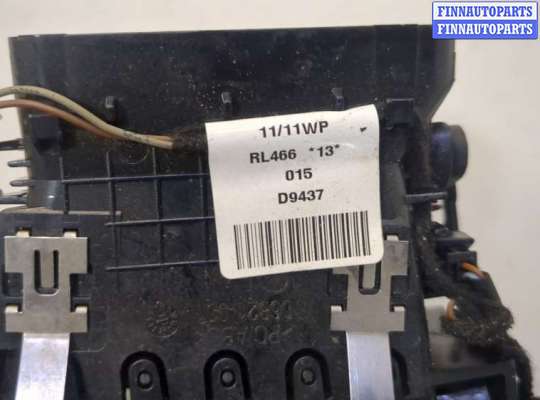 FINNAUTOPARTS
FINNAUTOPARTS
11/11WP
RL466 *13*
015
D9437